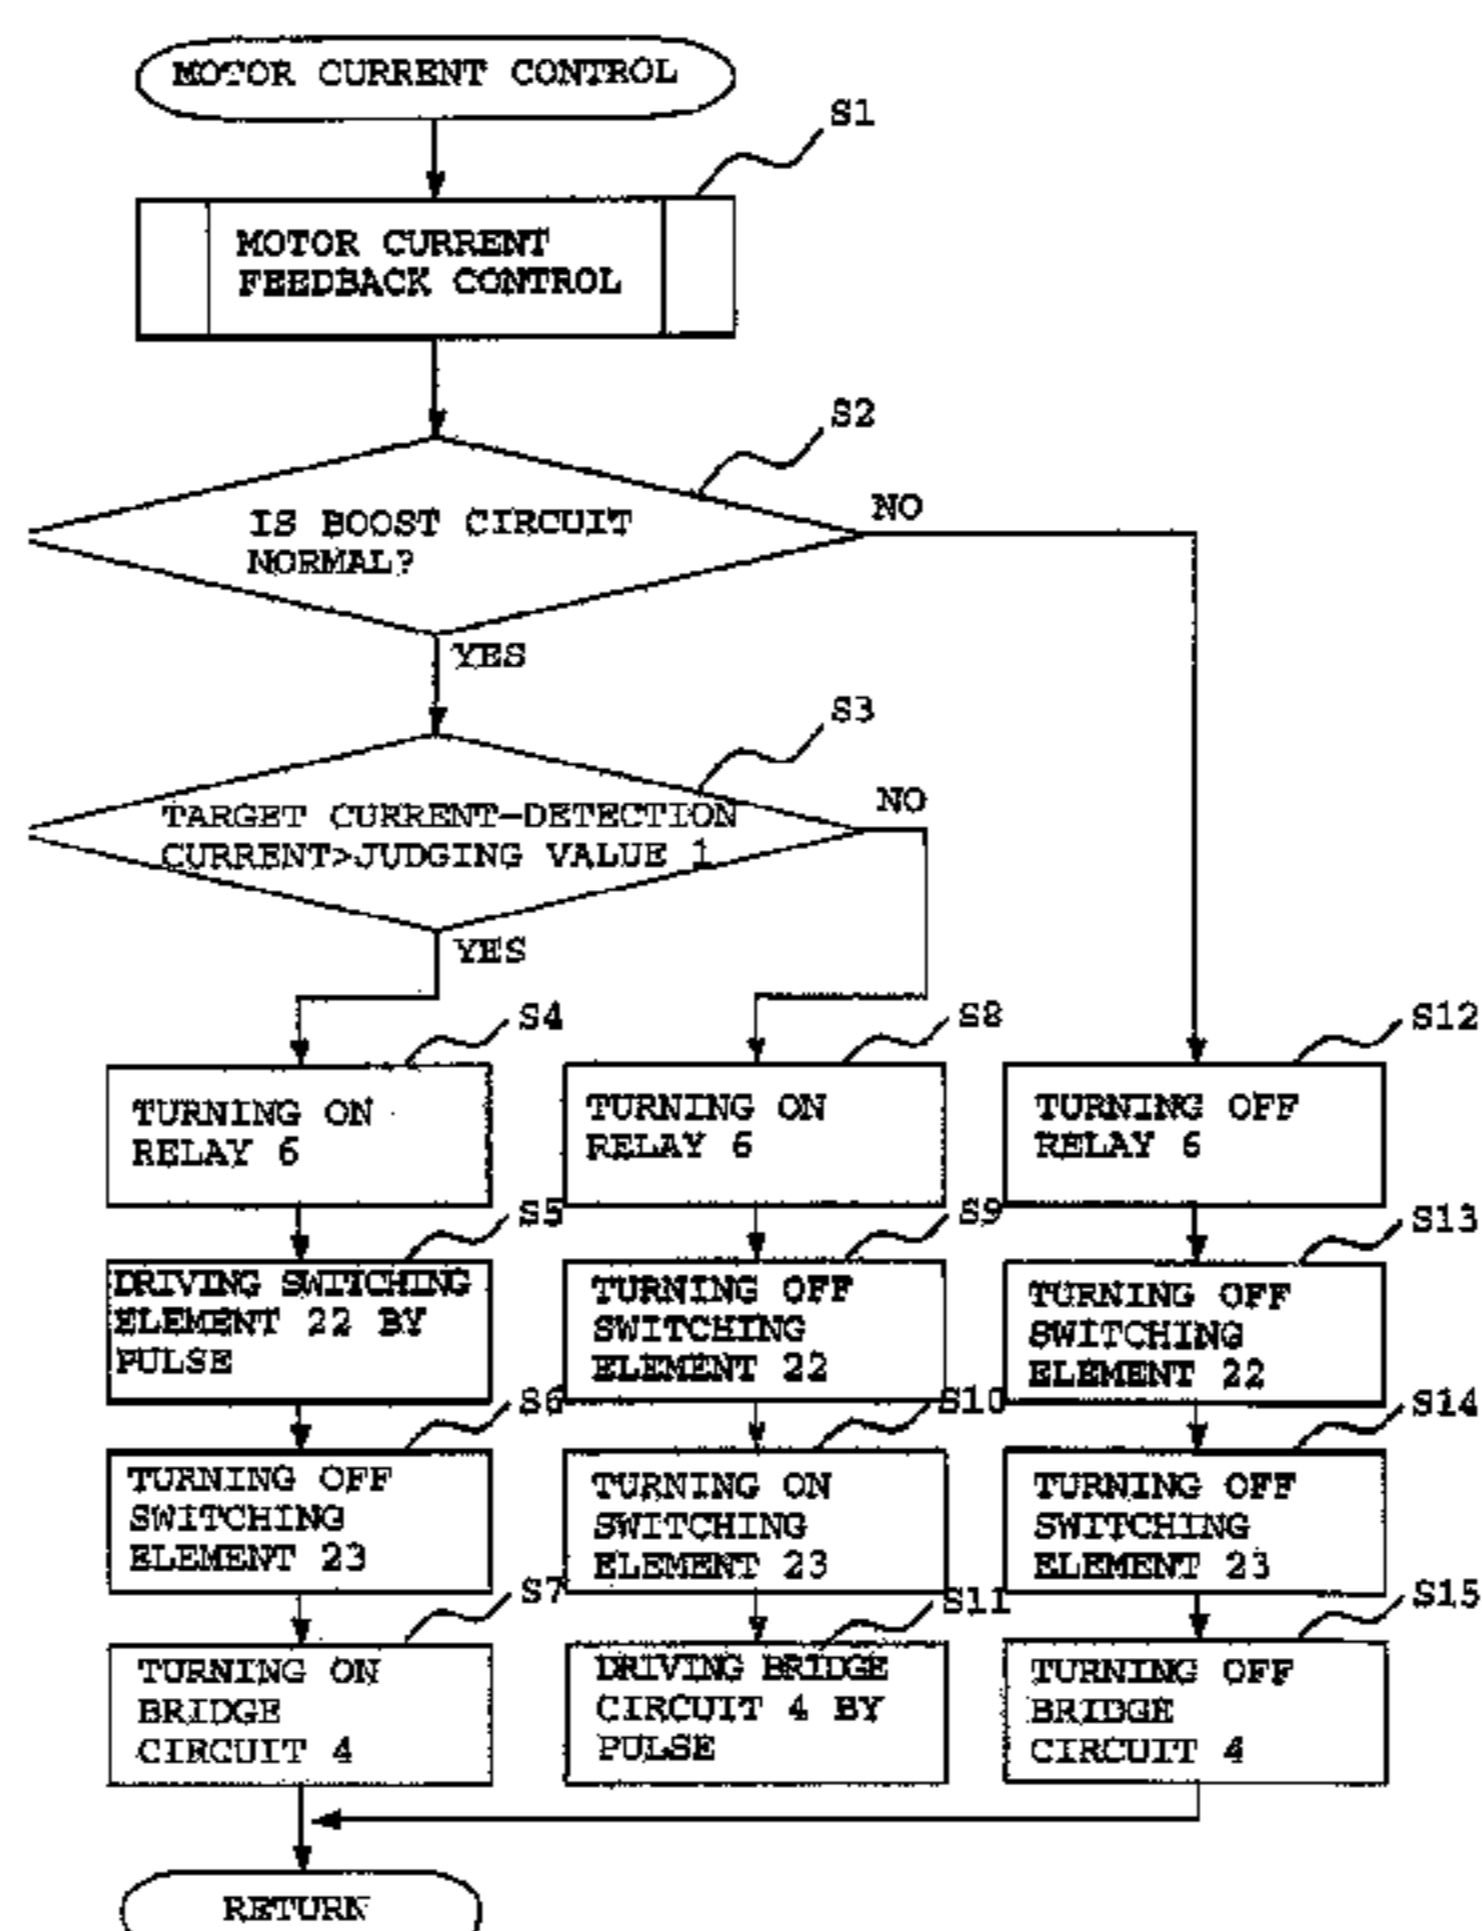 MOTOR CURRENT CONTROL
S1
MOTOR CURRENT
FEEDBACK CONTROL
S2
IS BOOST CIRCUIT
NORMAL?
NO
YES
S3
TARGET CURRENT-DETECTION
CURRENT>JUDGING VALUE 1
NO
YES
S4
TURNING ON
RELAY 6
S5
DRIVING SWITCHING
ELEMENT 22 BY
PULSE
S6
TURNING OFF
SWITCHING
ELEMENT 23
S7
TURNING ON
BRIDGE
CIRCUIT 4
S8
TURNING ON
RELAY 6
S9
TURNING OFF
SWITCHING
ELEMENT 22
S10
TURNING ON
SWITCHING
ELEMENT 23
S11
DRIVING BRIDGE
CIRCUIT 4 BY
PULSE
S12
TURNING OFF
RELAY 6
S13
TURNING OFF
SWITCHING
ELEMENT 22
S14
TURNING OFF
SWITCHING
ELEMENT 23
S15
TURNING OFF
BRIDGE
CIRCUIT 4
RETURN